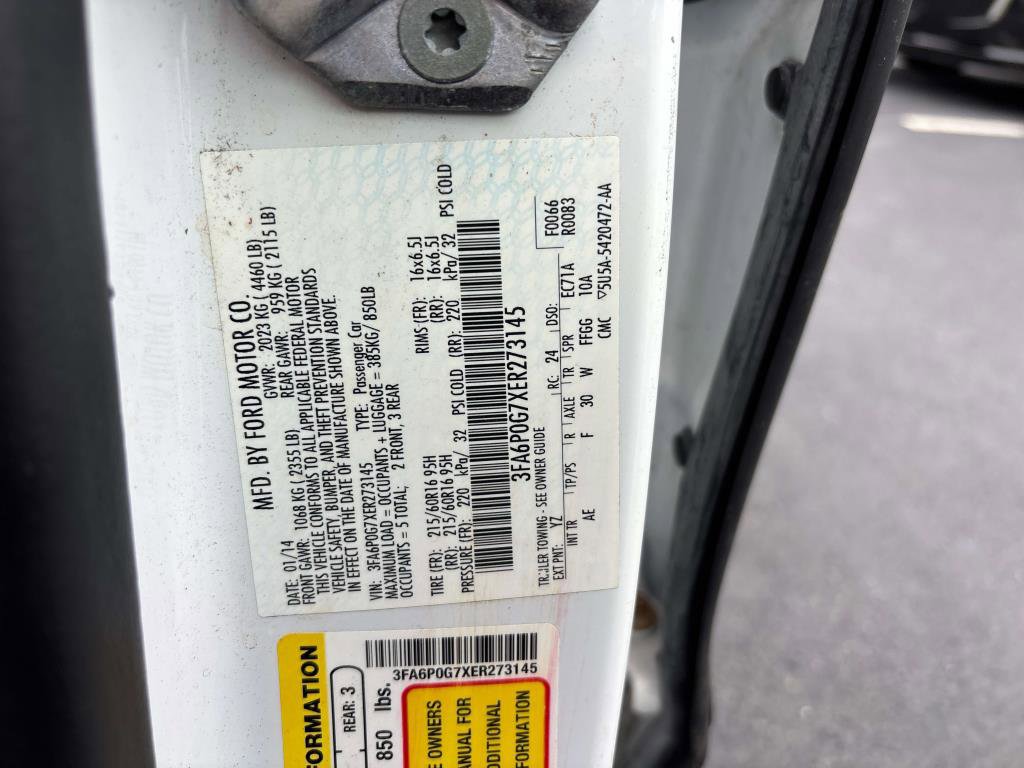 MFD. BY FORD MOTOR CO.
DATE: 01/14 GVWR: 2023 KG ( 4460 LB)
FRONT GAWR: 1068 KG ( 2355LB) REAR GAWR: 959 KG ( 2115 LB)
THIS VEHICLE CONFORMS TO ALL APPLICABLE FEDERAL MOTOR
VEHICLE SAFETY, BUMPER, AND THEFT PREVENTION STANDARDS
IN EFFECT ON THE DATE OF MANUFACTURE SHOWN ABOVE.
VIN: 3FA6P0G7XER273145 TYPE: Passenger Car
MAXIMUM LOAD = OCCUPANTS + LUGGAGE = 385KG/ 850LB
OCCUPANTS = 5 TOTAL; 2 FRONT, 3 REAR
TIRE (FR): 215/60R16 95H RIMS (FR): 16x6.5J
(RR): 215/60R16 95H (RR): 16x6.5J
PRESSURE (FR): 220 kPa/ 32 PSI COLD (RR): 220 kPa/ 32 PSI COLD
3FA6P0G7XER273145
TRAILER TOWING - SEE OWNER GUIDE
F0066
R0083
EXT PNT: YZ RC: 24 DSO:
INT TR TP/PS R AXLE TR SPR EC71A
AE F 30 W FFGG 10A
CMC ▽5U5A-5420472-AA
FORMATION
REAR: 3
850 lbs.
3FA6P0G7XER273145
E OWNERS
ANUAL FOR
DDITIONAL
FORMATION